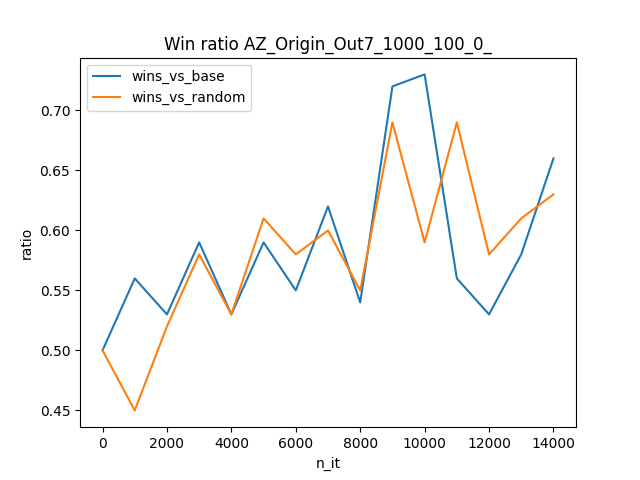 Win ratio AZ_Origin_Out7_1000_100_0_
wins_vs_base
wins_vs_random
ratio
0.70
0.65
0.60
0.55
0.50
0.45
0 2000 4000 6000 8000 10000 12000 14000
n_it